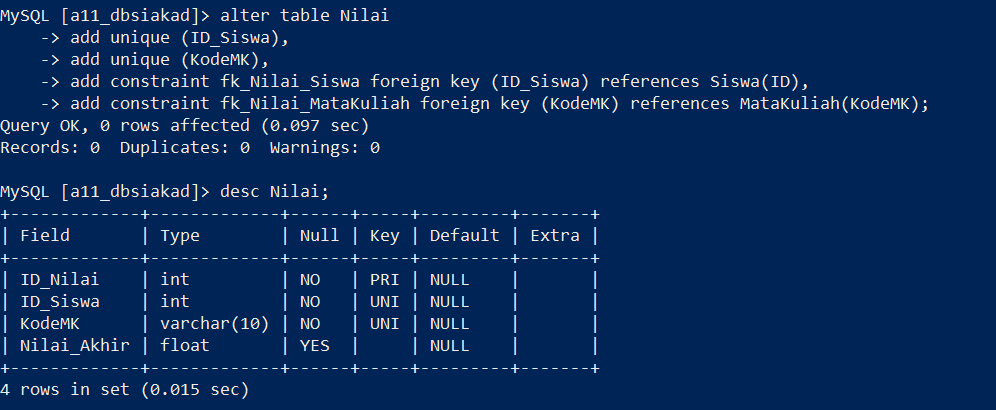 MySQL [a11_dbsiakad]> alter table Nilai
    -> add unique (ID_Siswa),
    -> add unique (KodeMK),
    -> add constraint fk_Nilai_Siswa foreign key (ID_Siswa) references Siswa(ID),
    -> add constraint fk_Nilai_MataKuliah foreign key (KodeMK) references MataKuliah(KodeMK);
Query OK, 0 rows affected (0.097 sec)
Records: 0  Duplicates: 0  Warnings: 0

MySQL [a11_dbsiakad]> desc Nilai;
+-------------+-------------+------+-----+---------+-------+
| Field       | Type        | Null | Key | Default | Extra |
+-------------+-------------+------+-----+---------+-------+
| ID_Nilai    | int         | NO   | PRI | NULL    |       |
| ID_Siswa    | int         | NO   | UNI | NULL    |       |
| KodeMK      | varchar(10) | NO   | UNI | NULL    |       |
| Nilai_Akhir | float       | YES  |     | NULL    |       |
+-------------+-------------+------+-----+---------+-------+
4 rows in set (0.015 sec)